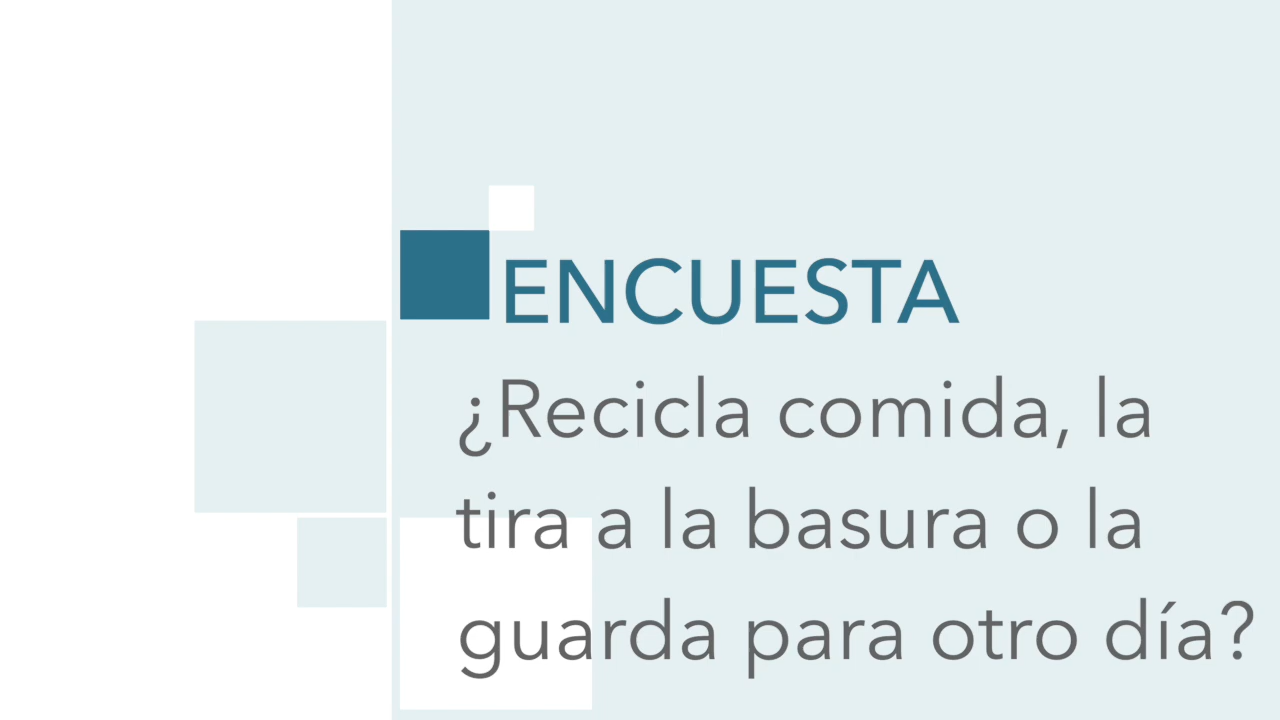 ENCUESTA
¿Recicla comida, la
tira a la basura o la
guarda para otro día?